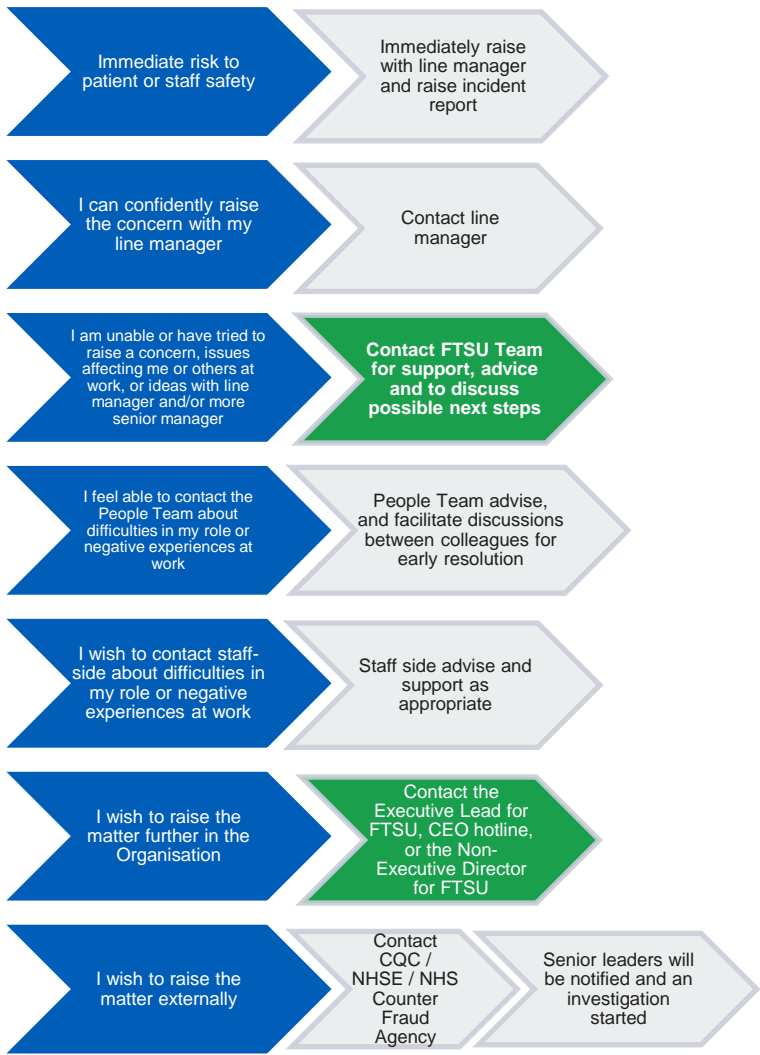 Immediate risk to
patient or staff safety
Immediately raise
with line manager
and raise incident
report
I can confidently raise
the concern with my
line manager
Contact line
manager
I am unable or have tried to
raise a concern, issues
affecting me or others at
work, or ideas with line
manager and/or more
senior manager
Contact FTSU Team
for support, advice
and to discuss
possible next steps
I feel able to contact the
People Team about
difficulties in my role or
negative experiences at
work
People Team advise,
and facilitate discussions
between colleagues for
early resolution
I wish to contact staff-
side about difficulties in
my role or negative
experiences at work
Staff side advise and
support as
appropriate
I wish to raise the
matter further in the
Organisation
Contact the
Executive Lead for
FTSU, CEO hotline,
or the Non-
Executive Director
for FTSU
I wish to raise the
matter externally
Contact
CQC /
NHSE / NHS
Counter
Fraud
Agency
Senior leaders will
be notified and an
investigation
started